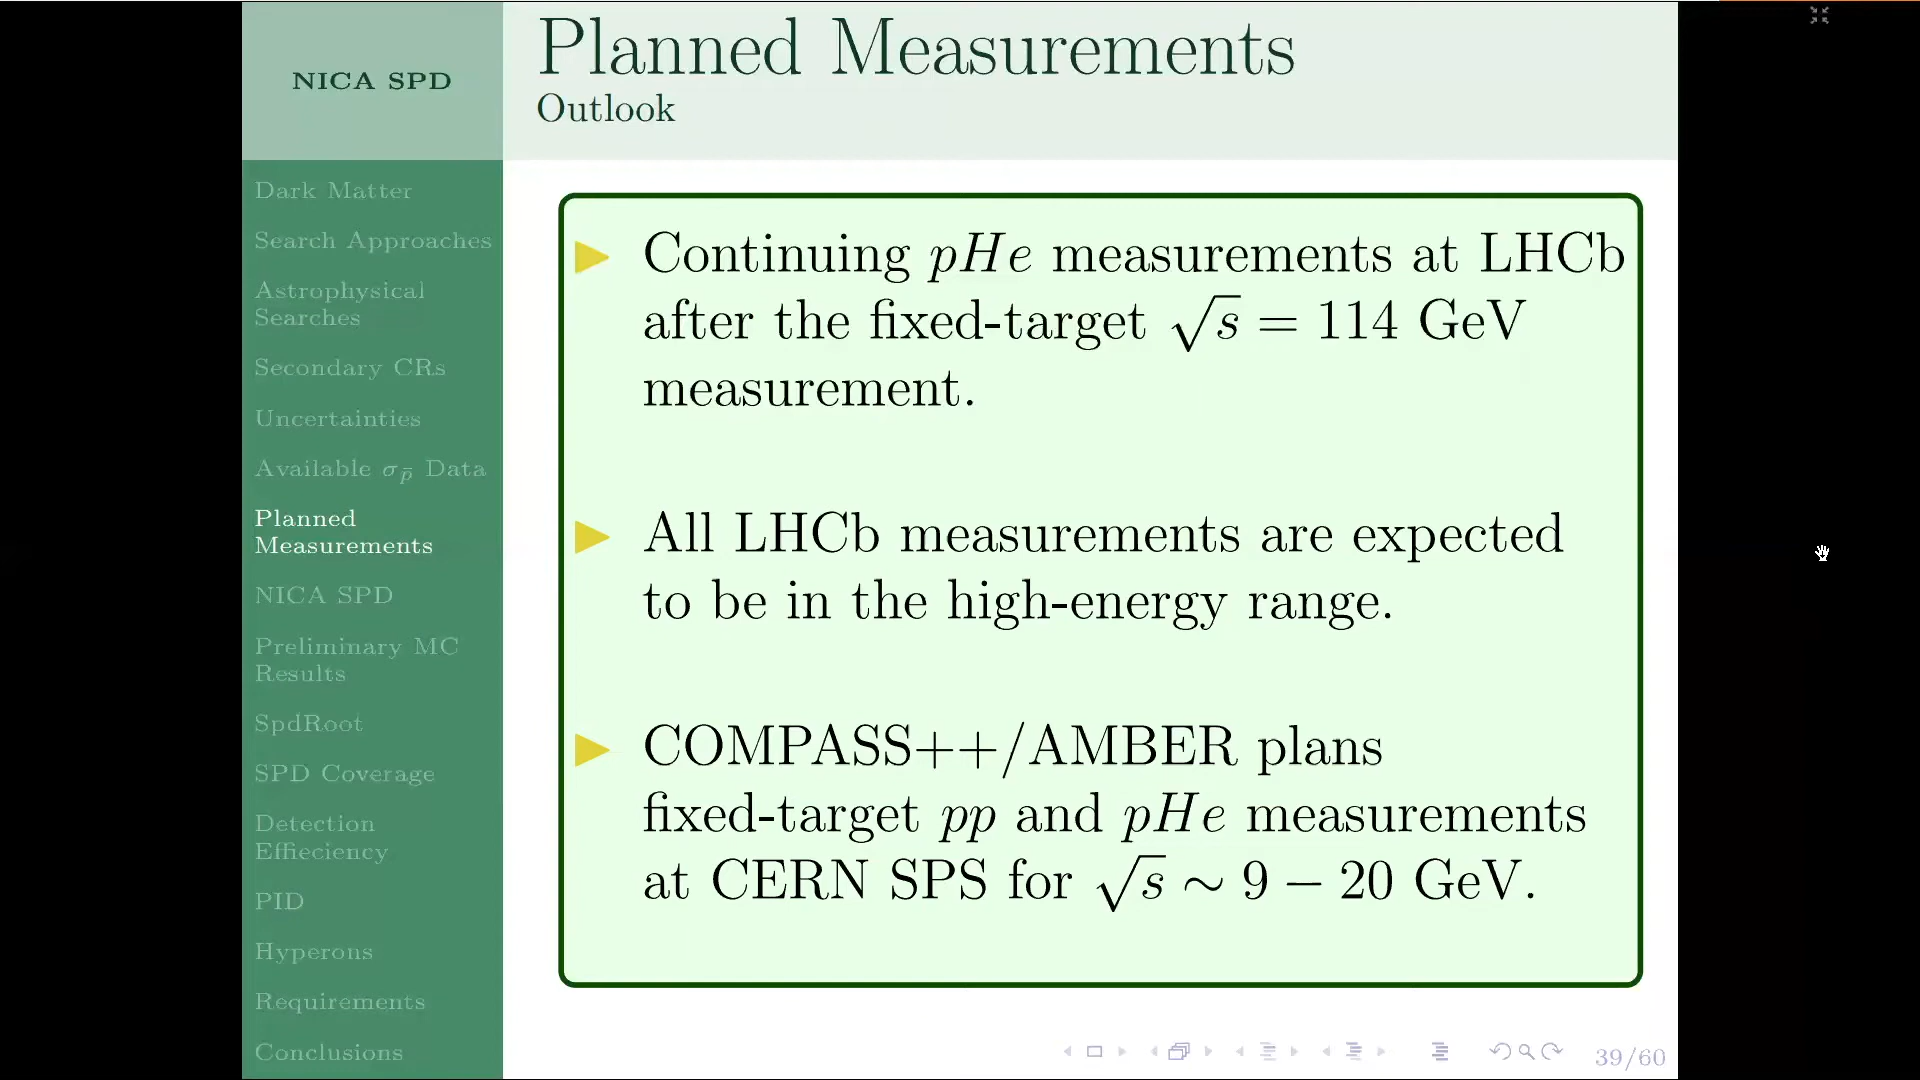 NICA SPD
Planned Measurements
Outlook
Dark Matter
Search Approaches
Astrophysical
Searches
Secondary CRs
Uncertainties
Available σp̄ Data
Planned
Measurements
NICA SPD
Preliminary MC
Results
SpdRoot
SPD Coverage
Detection
Effieciency
PID
Hyperons
Requirements
Conclusions
Continuing pHe measurements at LHCb
after the fixed-target √s = 114 GeV
measurement.
All LHCb measurements are expected
to be in the high-energy range.
COMPASS++/AMBER plans
fixed-target pp and pHe measurements
at CERN SPS for √s ∼ 9 − 20 GeV.
39/60